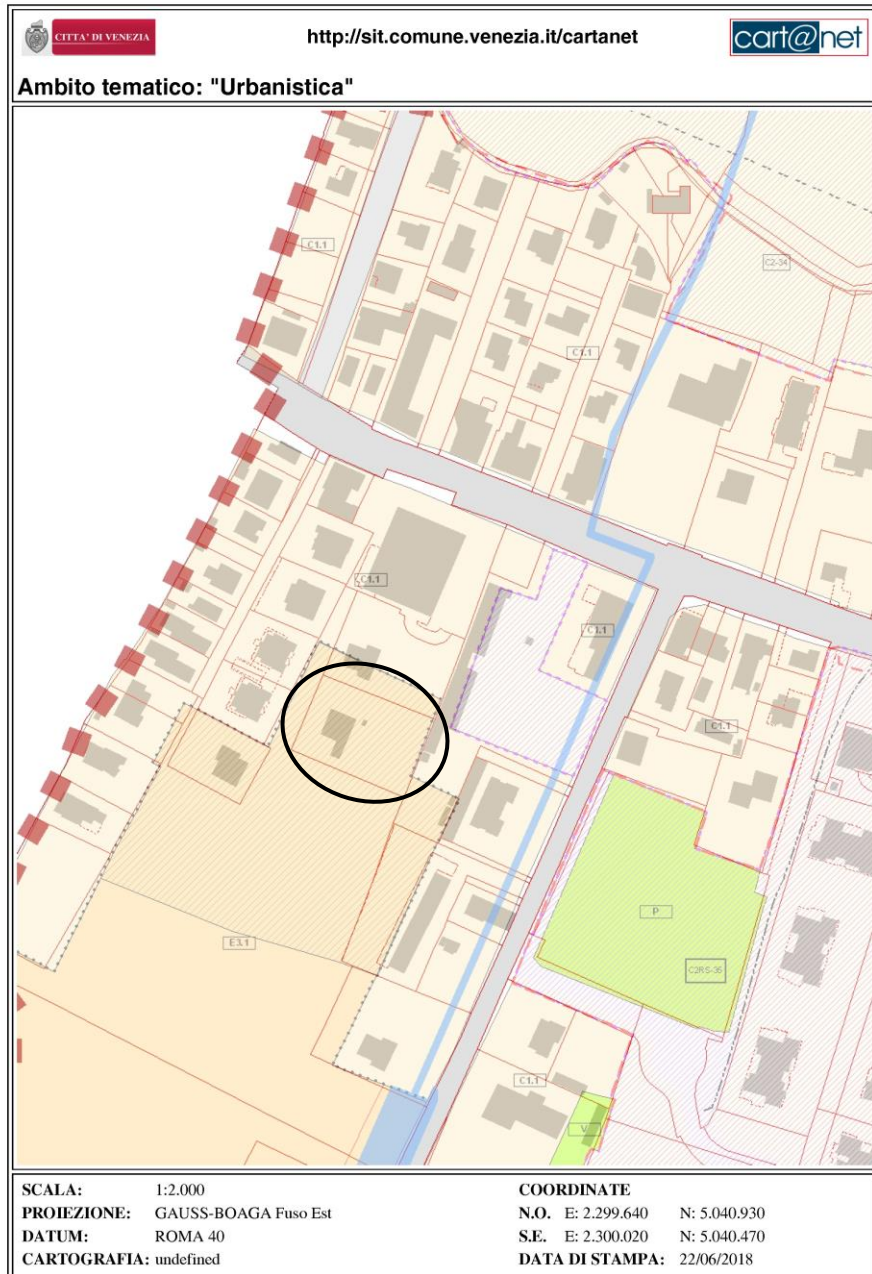 CITTA' DI VENEZIA
http://sit.comune.venezia.it/cartanet
cart@net
Ambito tematico: "Urbanistica"
C1.1
C2-34
C1.1
C1.1
C1.1
C1.1
P
E3.1
C2RS-36
C1.1
V
SCALA: 1:2.000
PROIEZIONE: GAUSS-BOAGA Fuso Est
DATUM: ROMA 40
CARTOGRAFIA: undefined
COORDINATE
N.O. E: 2.299.640 N: 5.040.930
S.E. E: 2.300.020 N: 5.040.470
DATA DI STAMPA: 22/06/2018